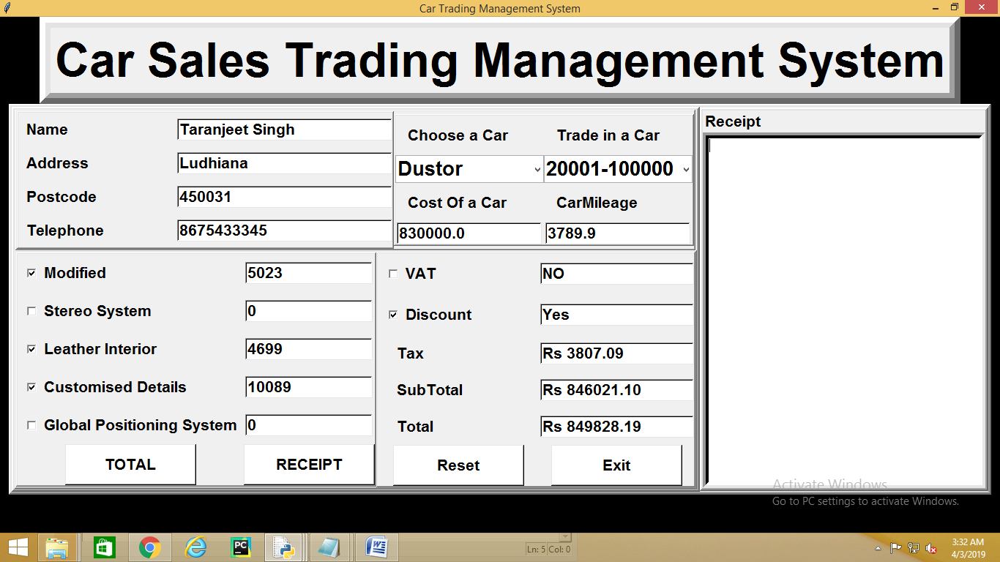 Car Trading Management System
Car Sales Trading Management System
Name Taranjeet Singh
Address Ludhiana
Postcode 450031
Telephone 8675433345
Choose a Car Trade in a Car
Dustor 20001-100000
Cost Of a Car CarMileage
830000.0 3789.9
Modified 5023
Stereo System 0
Leather Interior 4699
Customised Details 10089
Global Positioning System 0
TOTAL RECEIPT
VAT NO
Discount Yes
Tax Rs 3807.09
SubTotal Rs 846021.10
Total Rs 849828.19
Reset Exit
Receipt
Activate Windows
Go to PC settings to activate Windows.
PC
W
Ln: 5 Col: 0
3:32 AM
4/3/2019